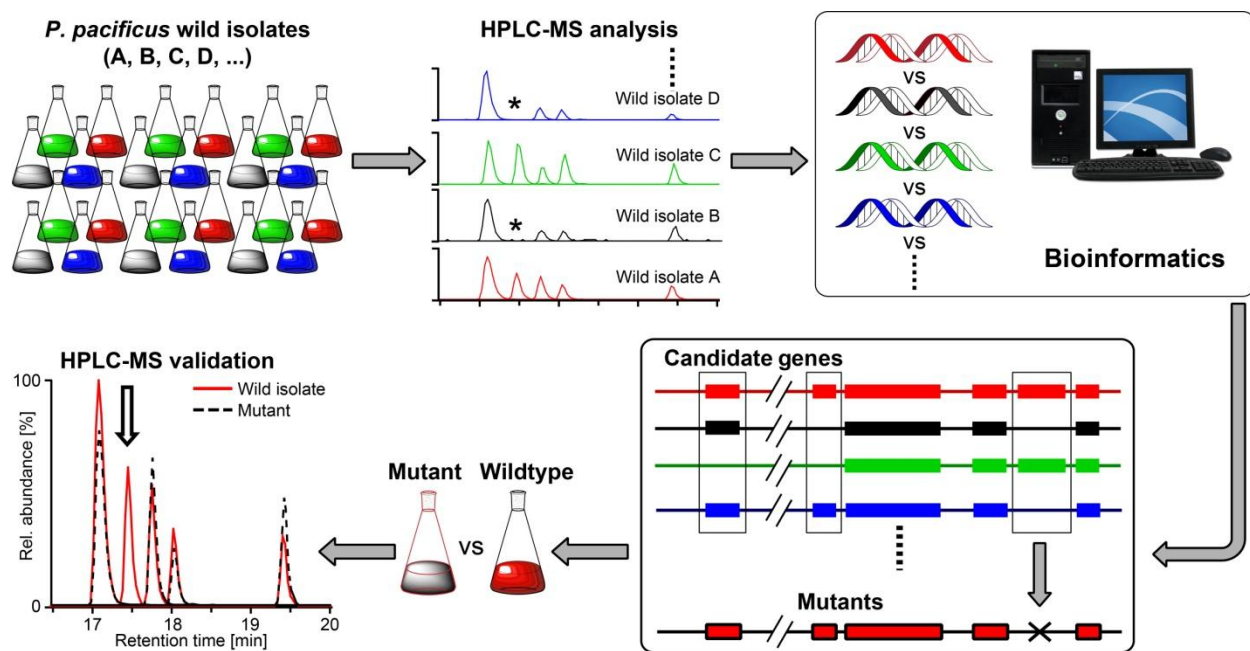 P. pacificus wild isolates
(A, B, C, D, ...)
HPLC-MS analysis
*
Wild isolate D
Wild isolate C
*
Wild isolate B
Wild isolate A
vs
vs
vs
vs
Bioinformatics
HPLC-MS validation
Wild isolate
Mutant
100
0
Rel. abundance [%]
17
18
19
20
Retention time [min]
Mutant
vs
Wildtype
Candidate genes
Mutants